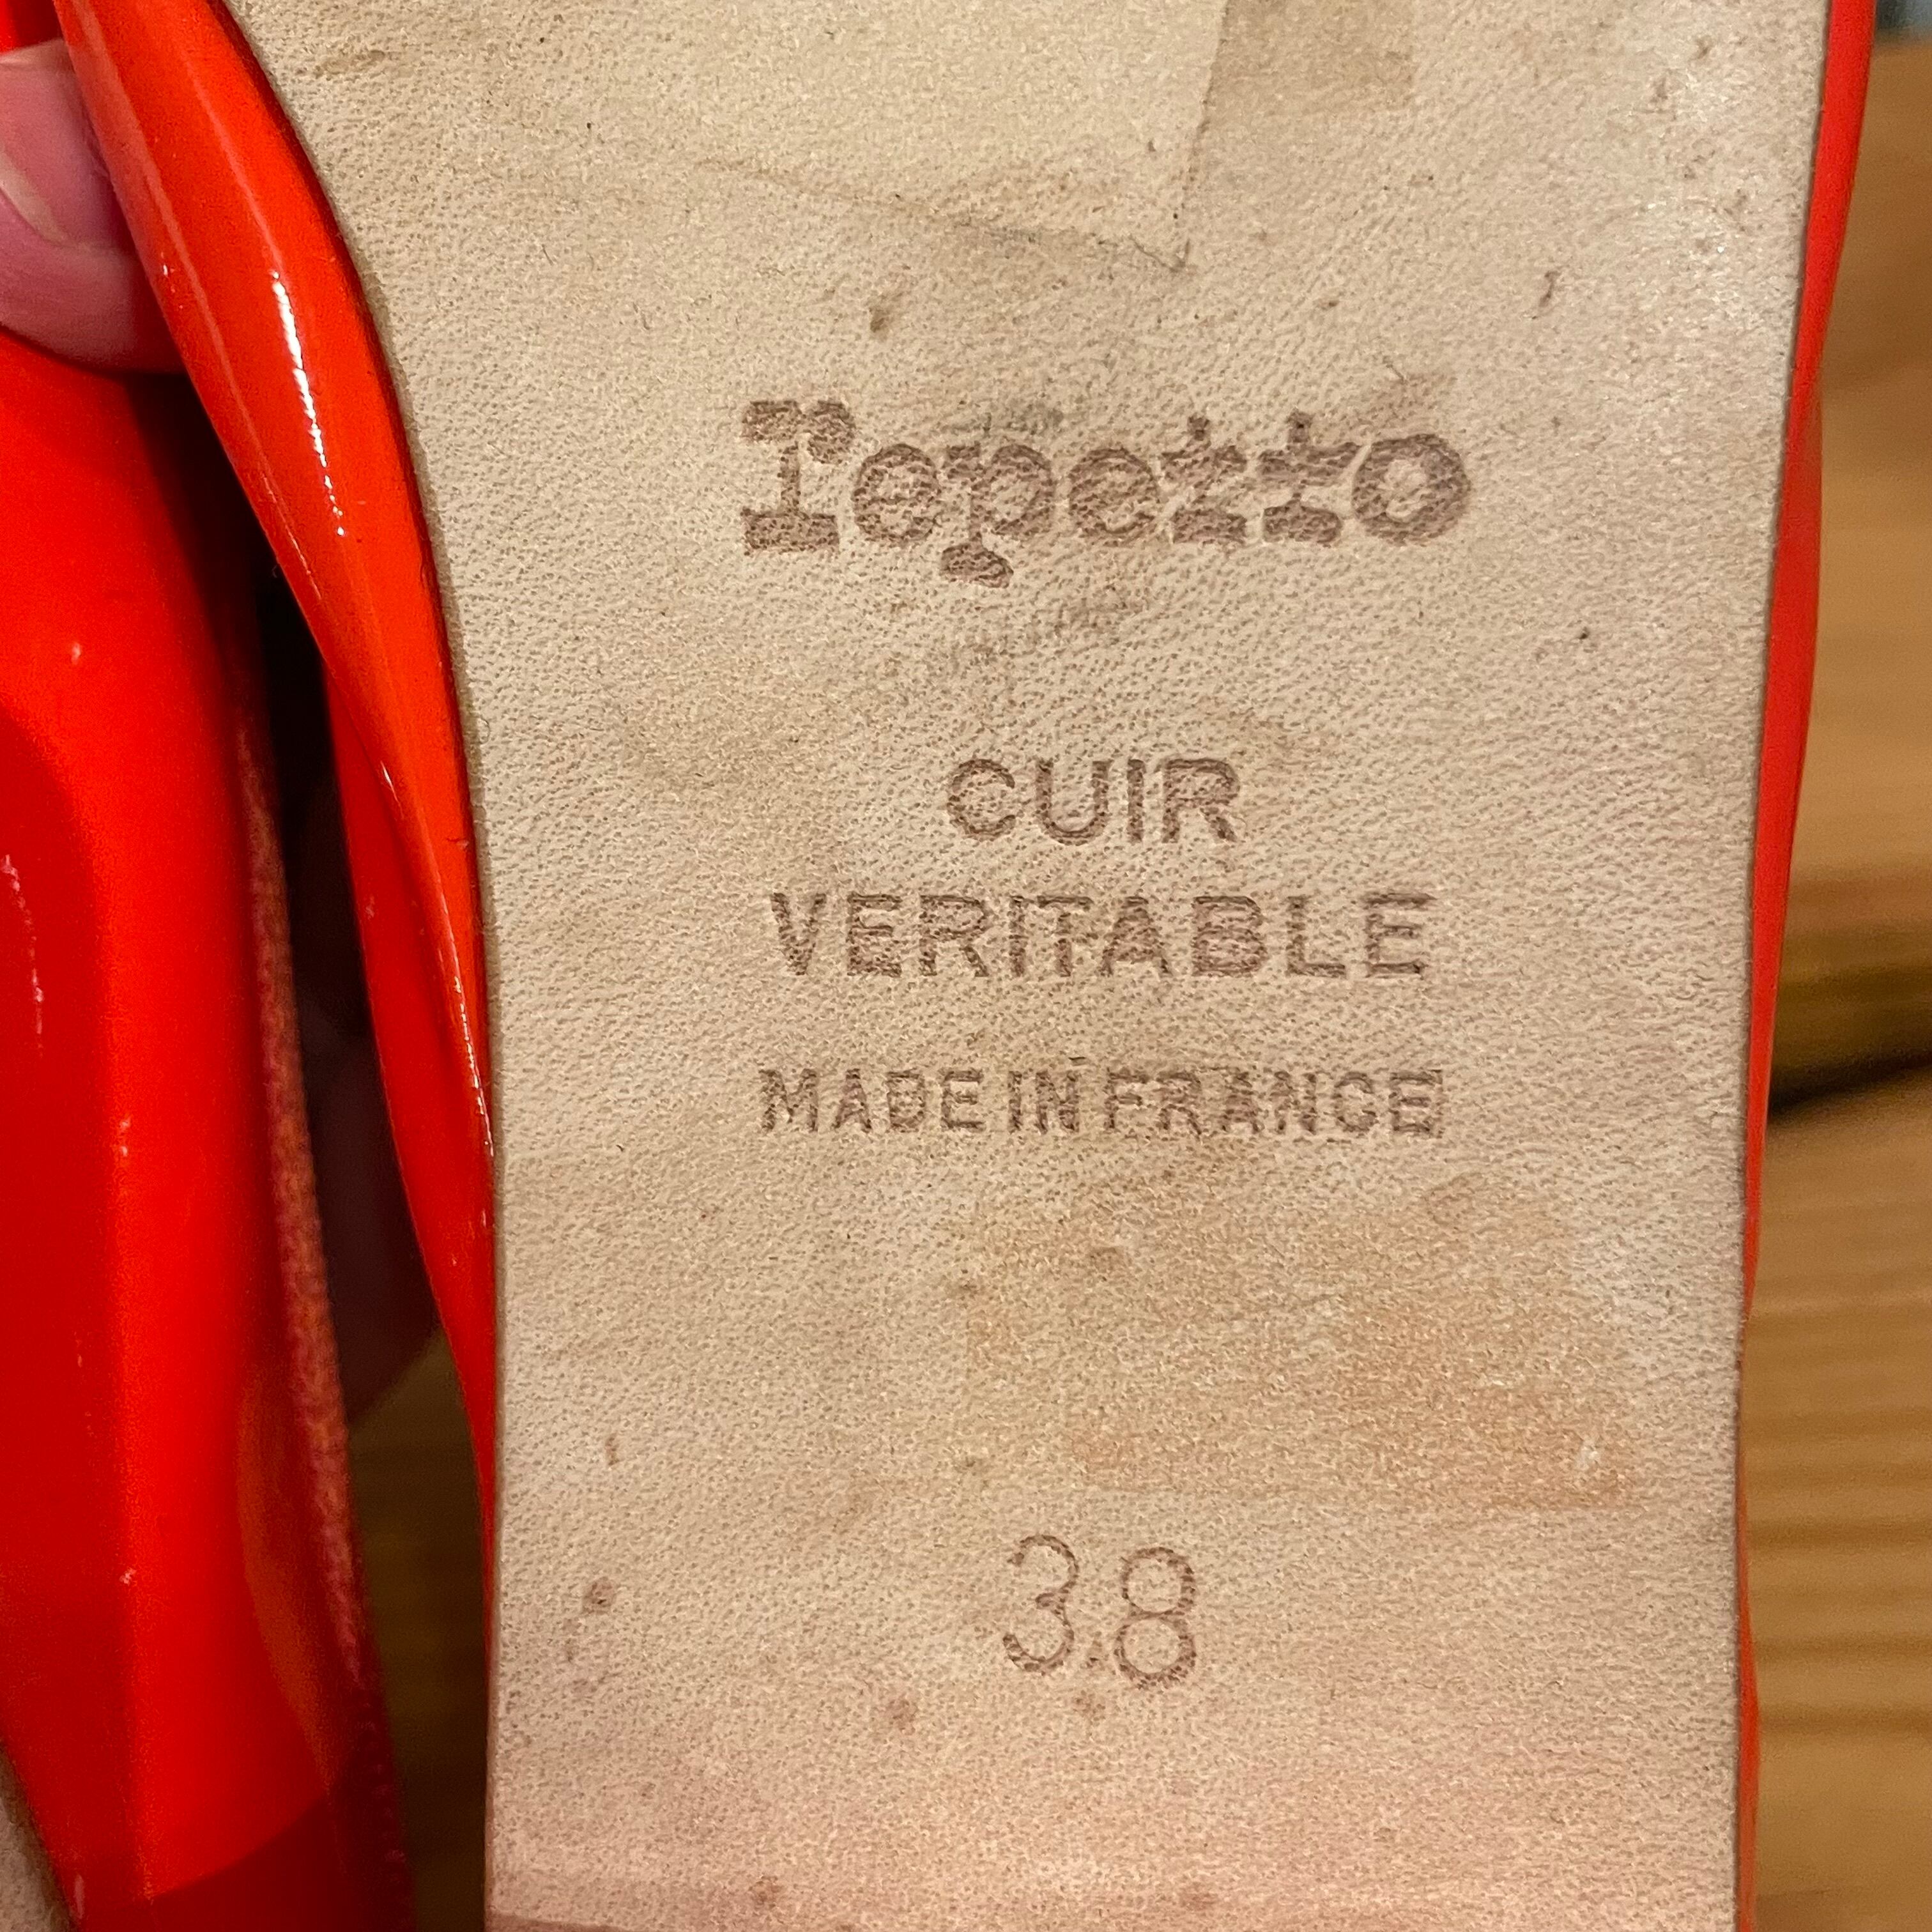 repetto
CUIR
VERITABLE
MADE IN FRANCE
38